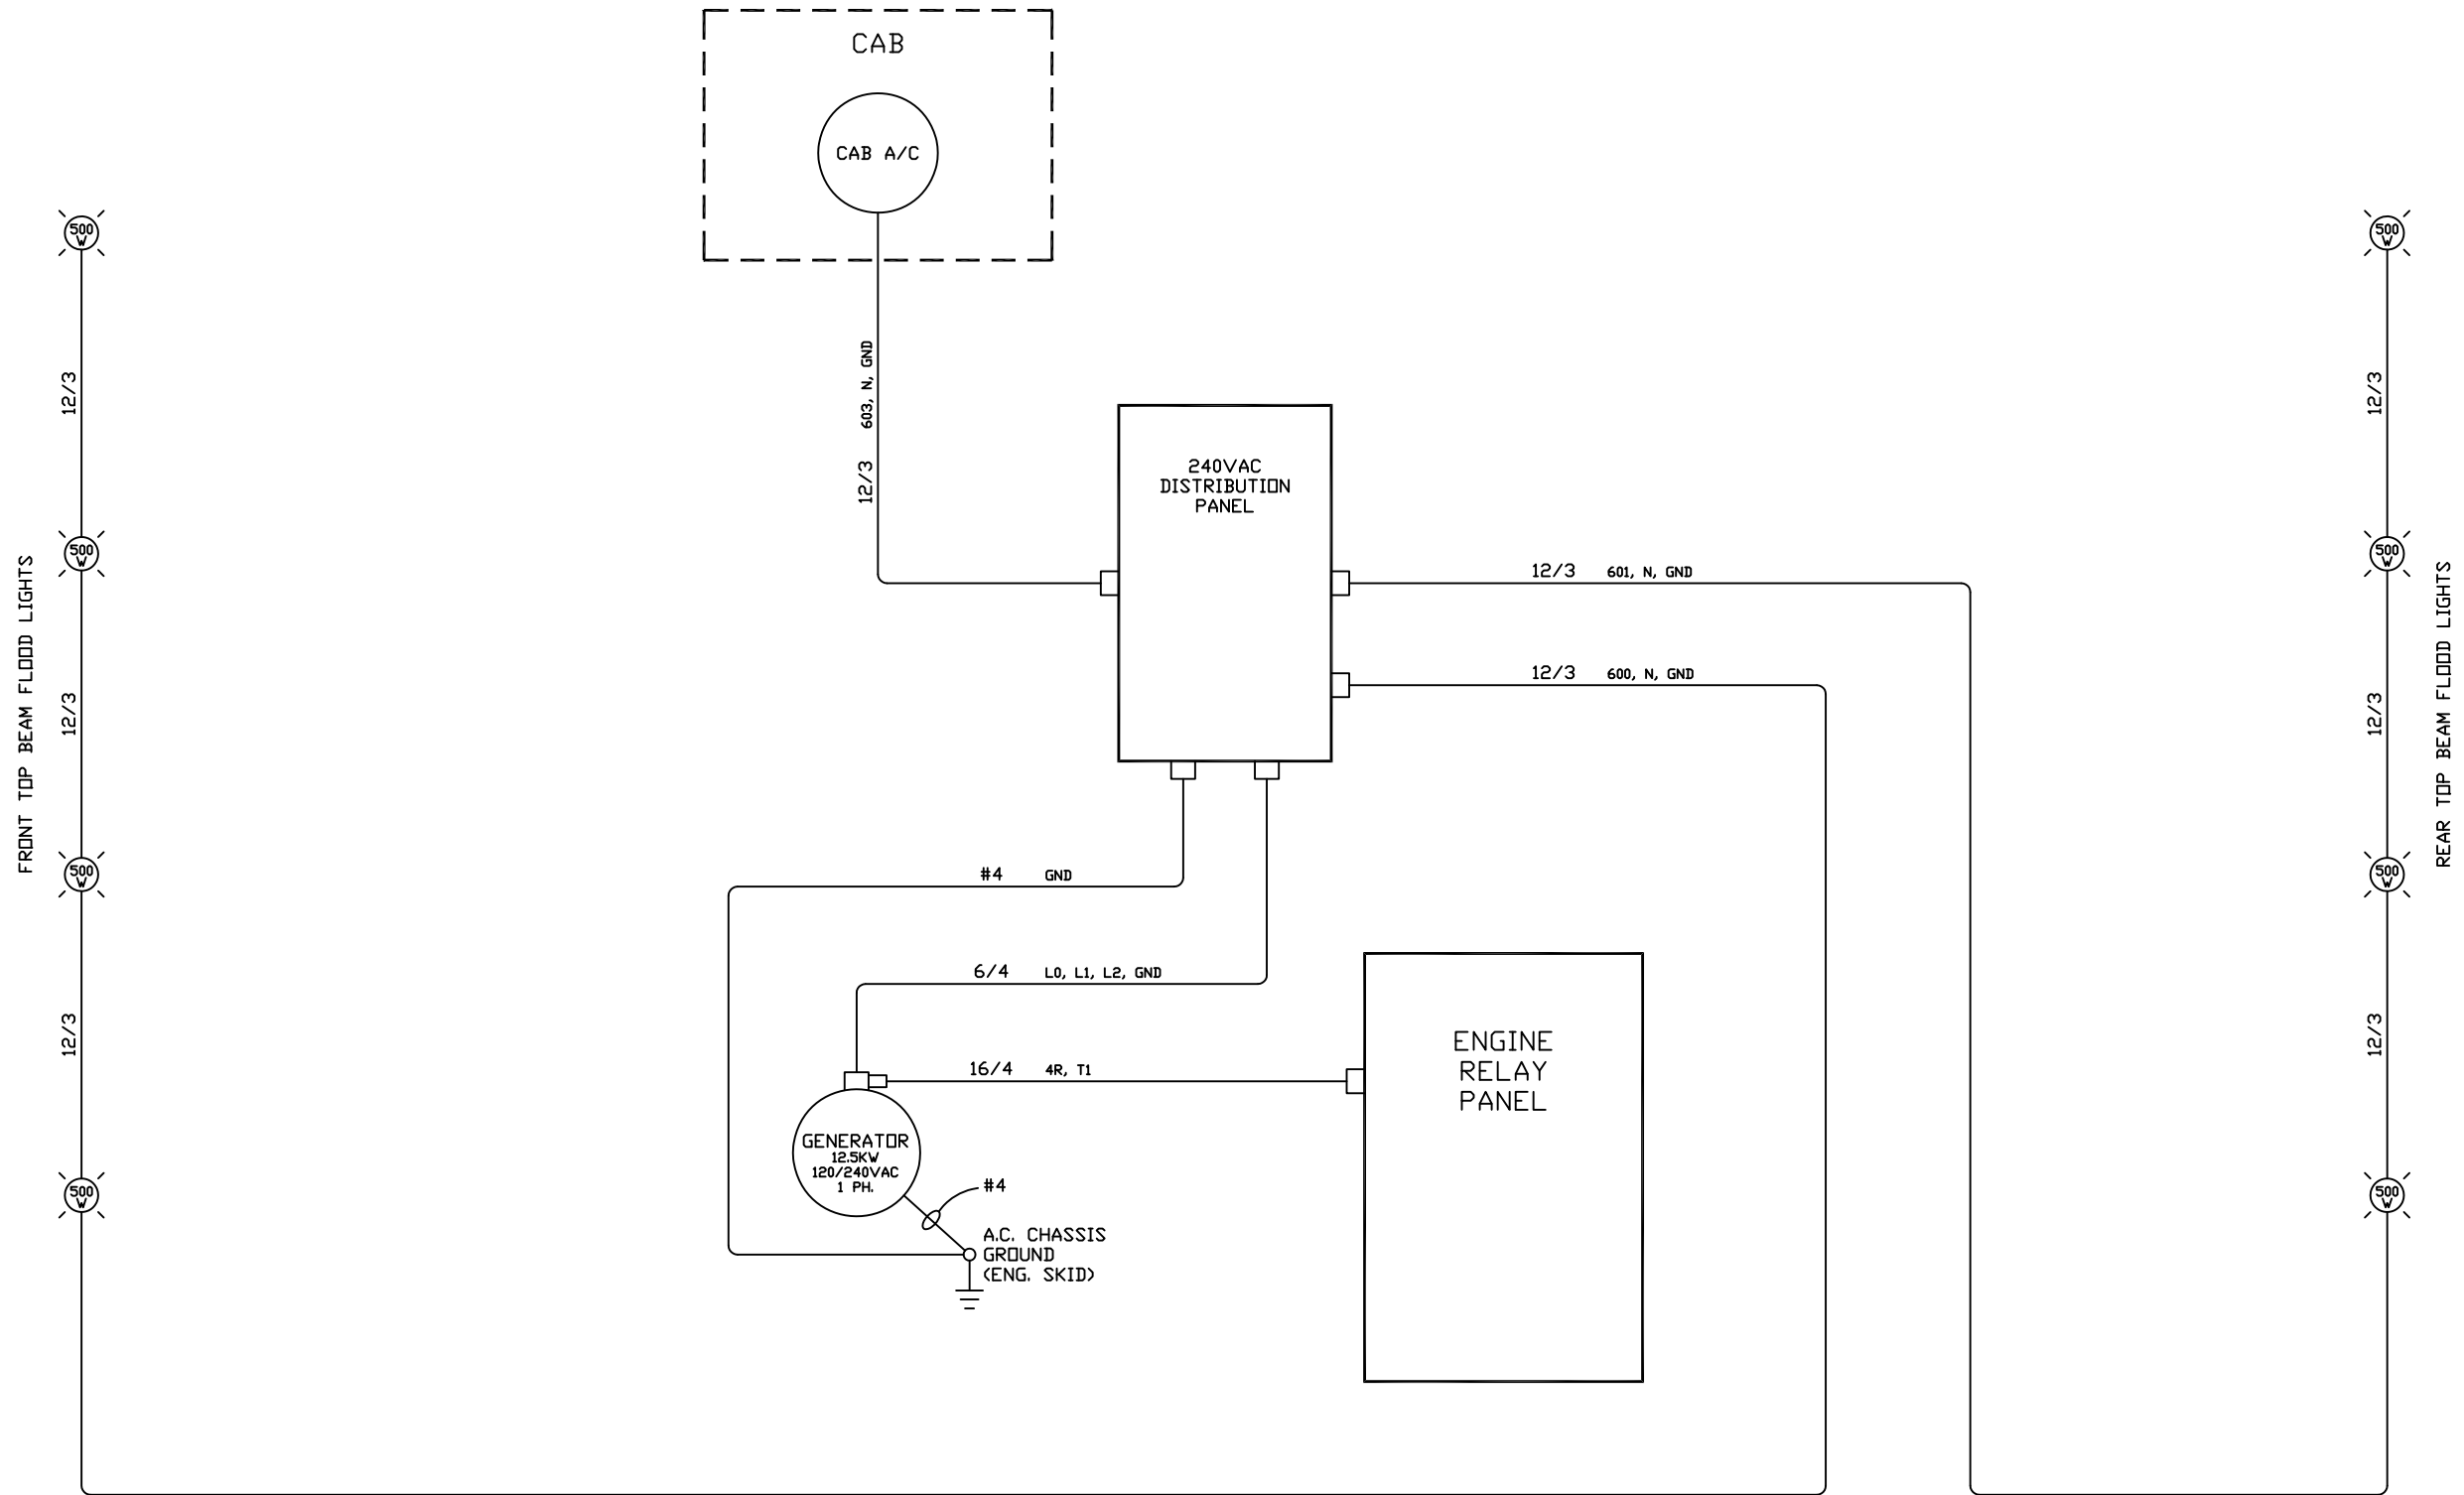 CAB
CAB A/C
603, N, GND
12/3
240VAC
DISTRIBUTION
PANEL
12/3 601, N, GND
12/3 600, N, GND
#4 GND
6/4 L0, L1, L2, GND
16/4 4R, T1
ENGINE
RELAY
PANEL
GENERATOR
12.5KW
120/240VAC
1 PH.
#4
A.C. CHASSIS
GROUND
(ENG. SKID)
FRONT TOP BEAM FLOOD LIGHTS
500
W
12/3
500
W
12/3
500
W
12/3
500
W
REAR TOP BEAM FLOOD LIGHTS
500
W
12/3
500
W
12/3
500
W
12/3
500
W